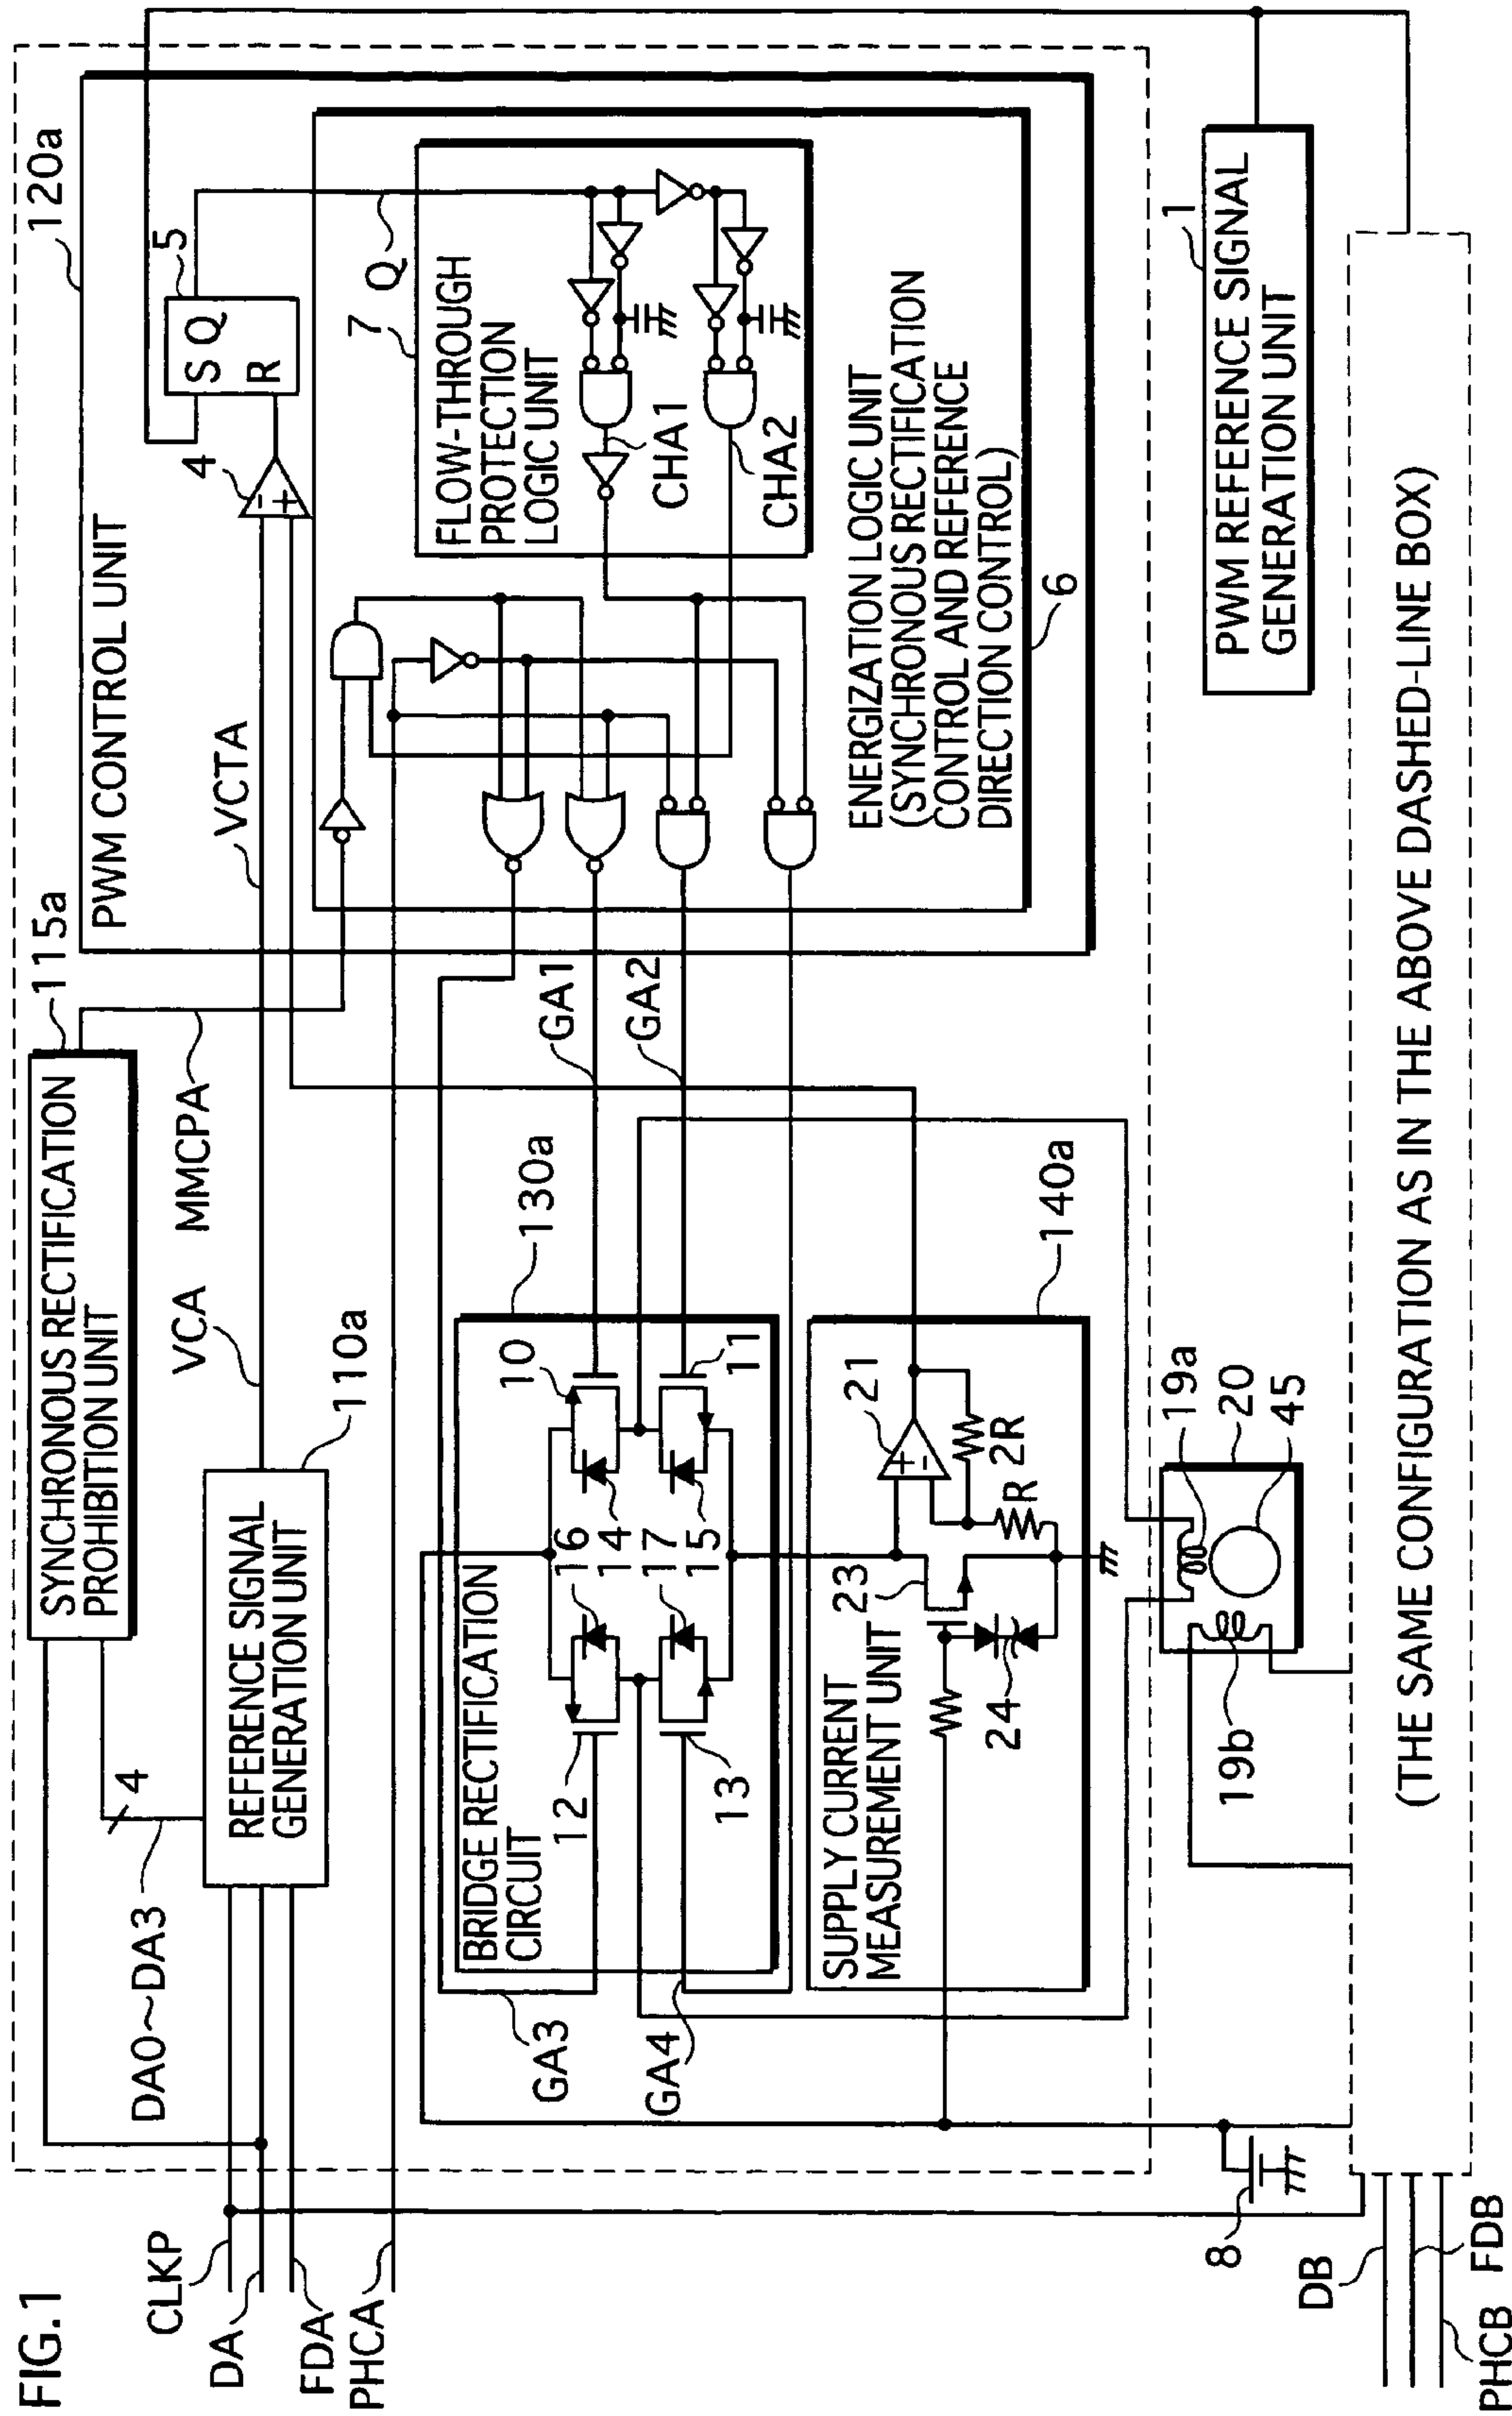 FIG.1
CLKP
DA
FDA
PHCA
DA0~DA3
4
SYNCHRONOUS RECTIFICATION
PROHIBITION UNIT
115a
REFERENCE SIGNAL
GENERATION UNIT
110a
VCA
MMCPA
VCTA
PWM CONTROL UNIT
120a
4
5
S Q
R
Q
7
FLOW-THROUGH
PROTECTION
LOGIC UNIT
CHA1
CHA2
ENERGIZATION LOGIC UNIT
(SYNCHRONOUS RECTIFICATION
CONTROL AND REFERENCE
DIRECTION CONTROL)
6
GA1
GA2
GA3
GA4
BRIDGE RECTIFICATION
CIRCUIT
130a
10
11
12
13
14
16
17
15
SUPPLY CURRENT
MEASUREMENT UNIT
140a
21
+
-
2R
R
23
24
-
+
19a
20
45
19b
8
1
PWM REFERENCE SIGNAL
GENERATION UNIT
(THE SAME CONFIGURATION AS IN THE ABOVE DASHED-LINE BOX)
DB
FDB
PHCB